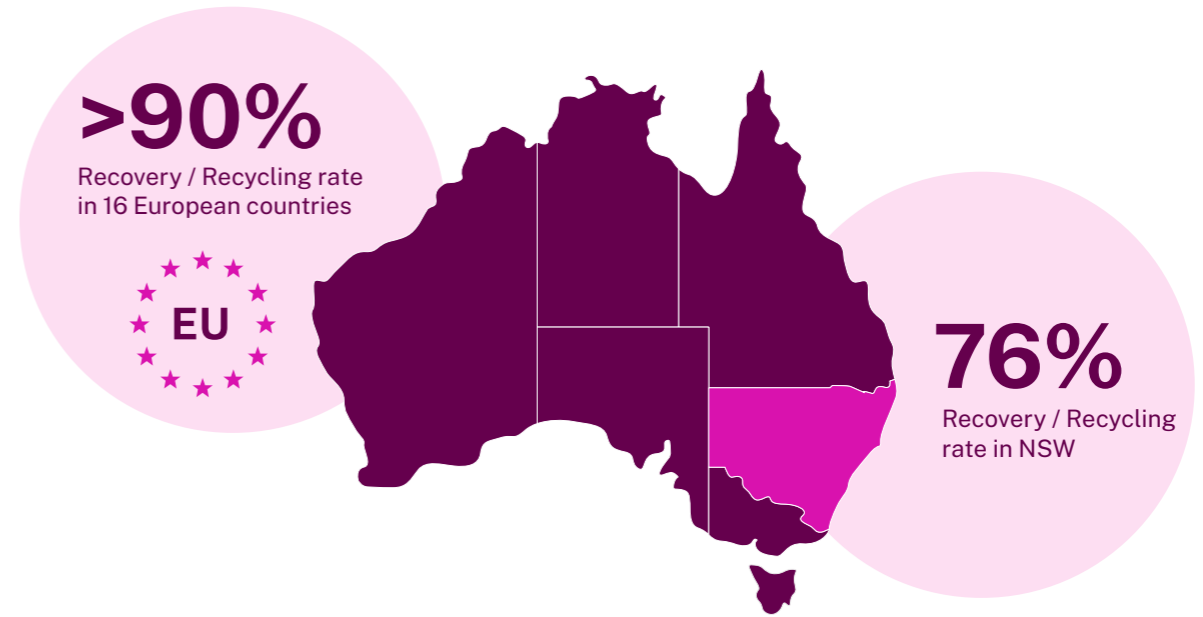 >90%
Recovery / Recycling rate
in 16 European countries
EU
76%
Recovery / Recycling
rate in NSW